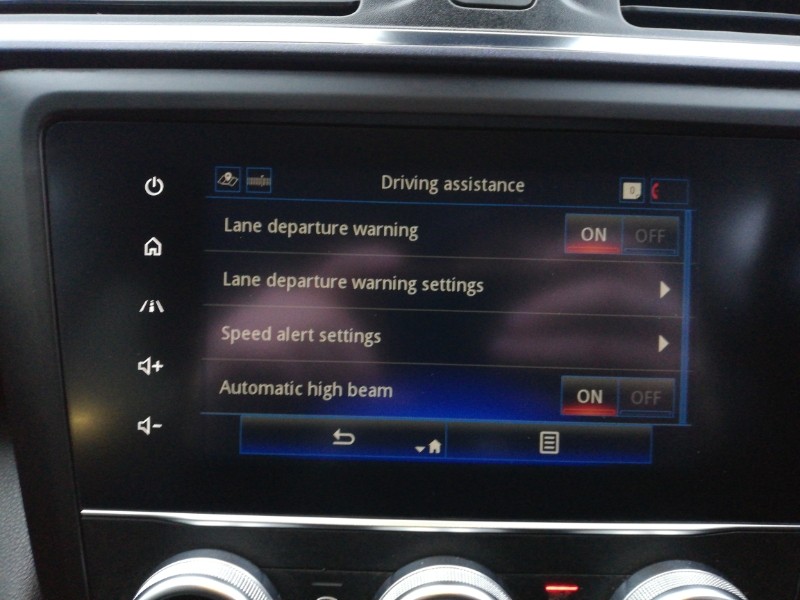 Driving assistance
0
Lane departure warning ON OFF
Lane departure warning settings
Speed alert settings
Automatic high beam ON OFF